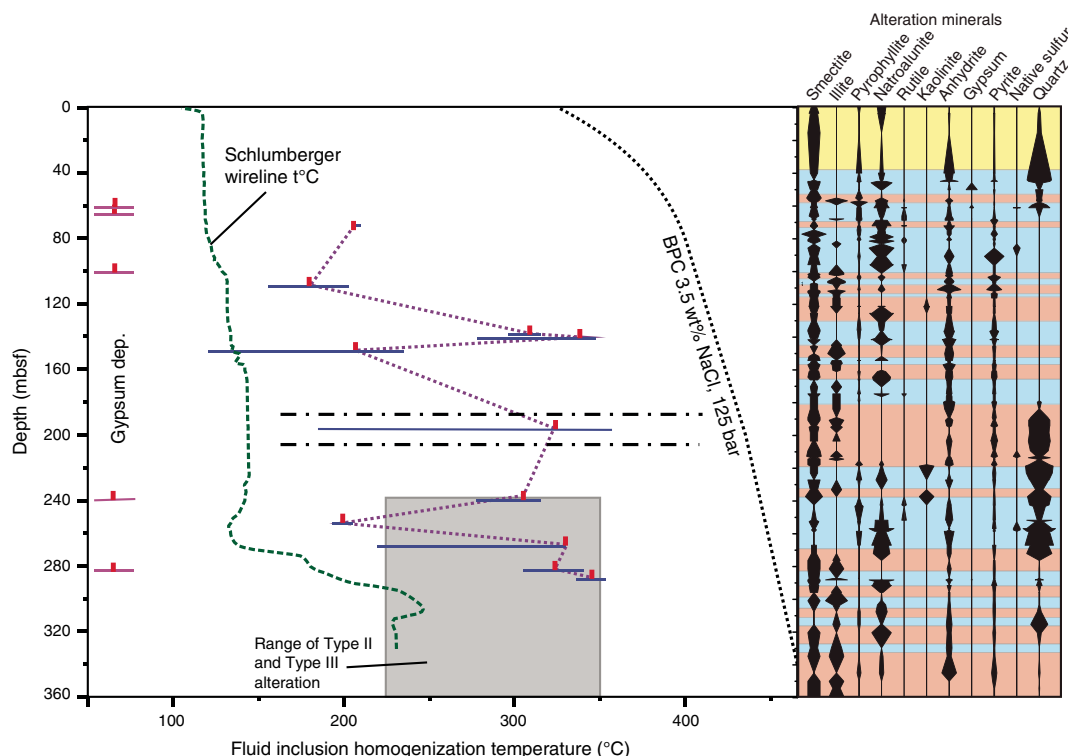 Alteration minerals
Smectite
Illite
Pyrophyllite
Natroalunite
Rutile
Kaolinite
Anhydrite
Gypsum
Pyrite
Native sulfur
Quartz
0
40
80
120
160
200
240
280
320
360
Depth (mbsf)
Gypsum dep.
Schlumberger
wireline t°C
BPC 3.5 wt% NaCl, 125 bar
Range of Type II
and Type III
alteration
100
200
300
400
Fluid inclusion homogenization temperature (°C)